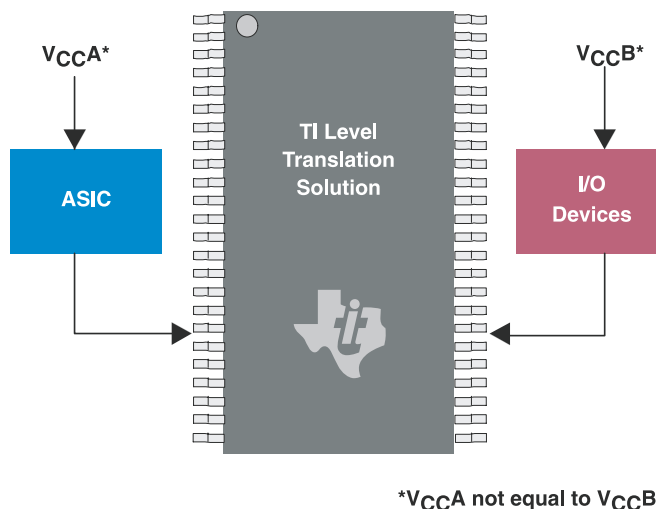 VCCA*
VCCB*
TI Level
Translation
Solution
ASIC
I/O
Devices
*VCCA not equal to VCCB